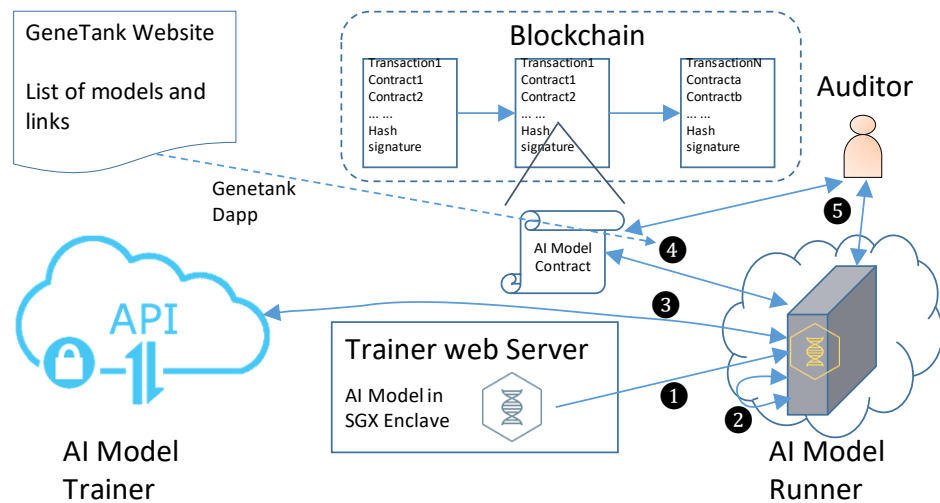 GeneTank Website
List of models and
links
Blockchain
Transaction1
Contract1
Contract2
... ...
Hash
signature
Transaction1
Contract1
Contract2
... ...
Hash
signature
TransactionN
Contracta
Contractb
... ...
Hash
signature
Auditor
Genetank
Dapp
AI Model
Contract
4
5
API
3
Trainer web Server
AI Model in
SGX Enclave
1
2
AI Model
Trainer
AI Model
Runner